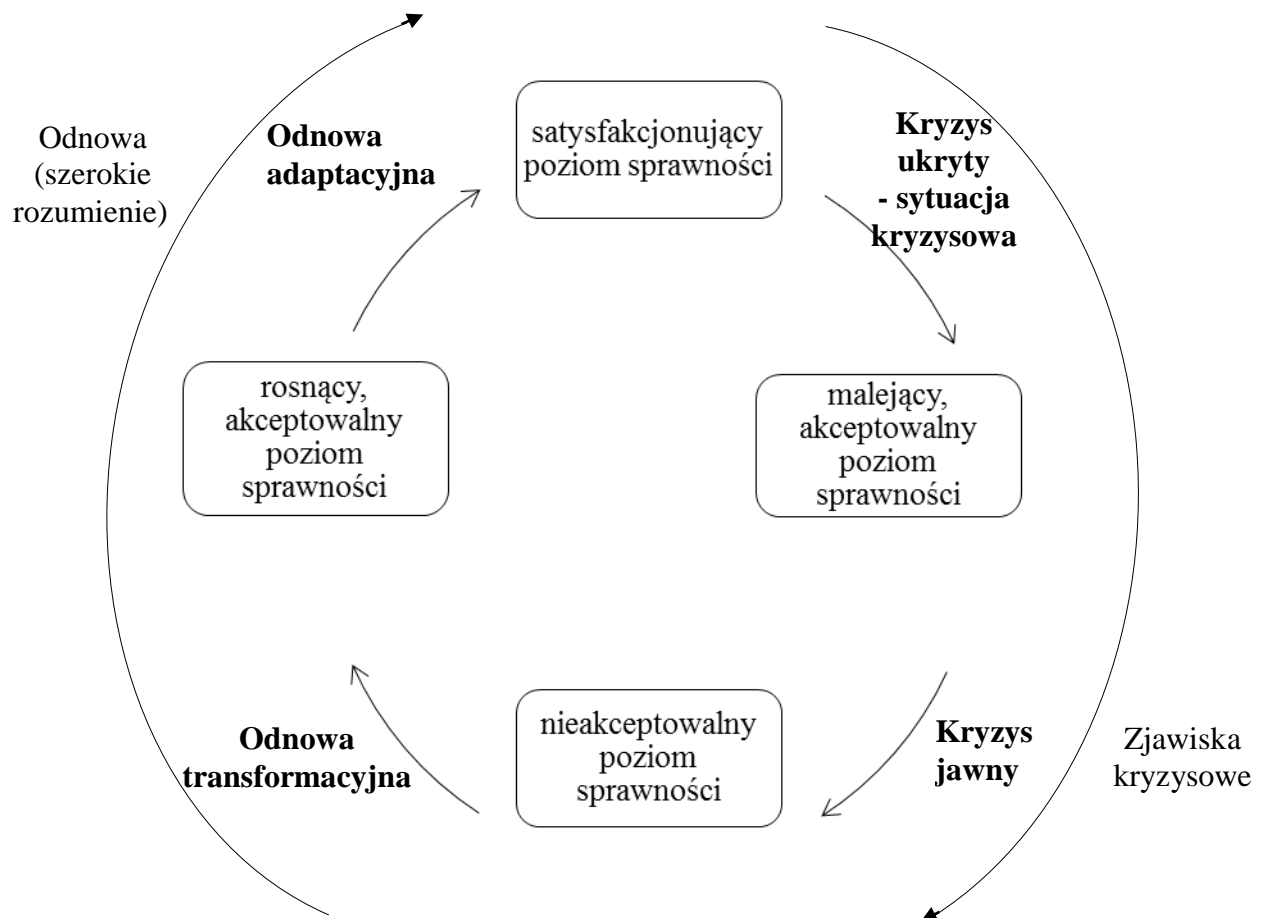 satysfakcjonujący
poziom sprawności
Kryzys
ukryty
- sytuacja
kryzysowa
Odnowa
adaptacyjna
Odnowa
(szerokie
rozumienie)
rosnący,
akceptowalny
poziom
sprawności
malejący,
akceptowalny
poziom
sprawności
Odnowa
transformacyjna
nieakceptowalny
poziom
sprawności
Kryzys
jawny
Zjawiska
kryzysowe